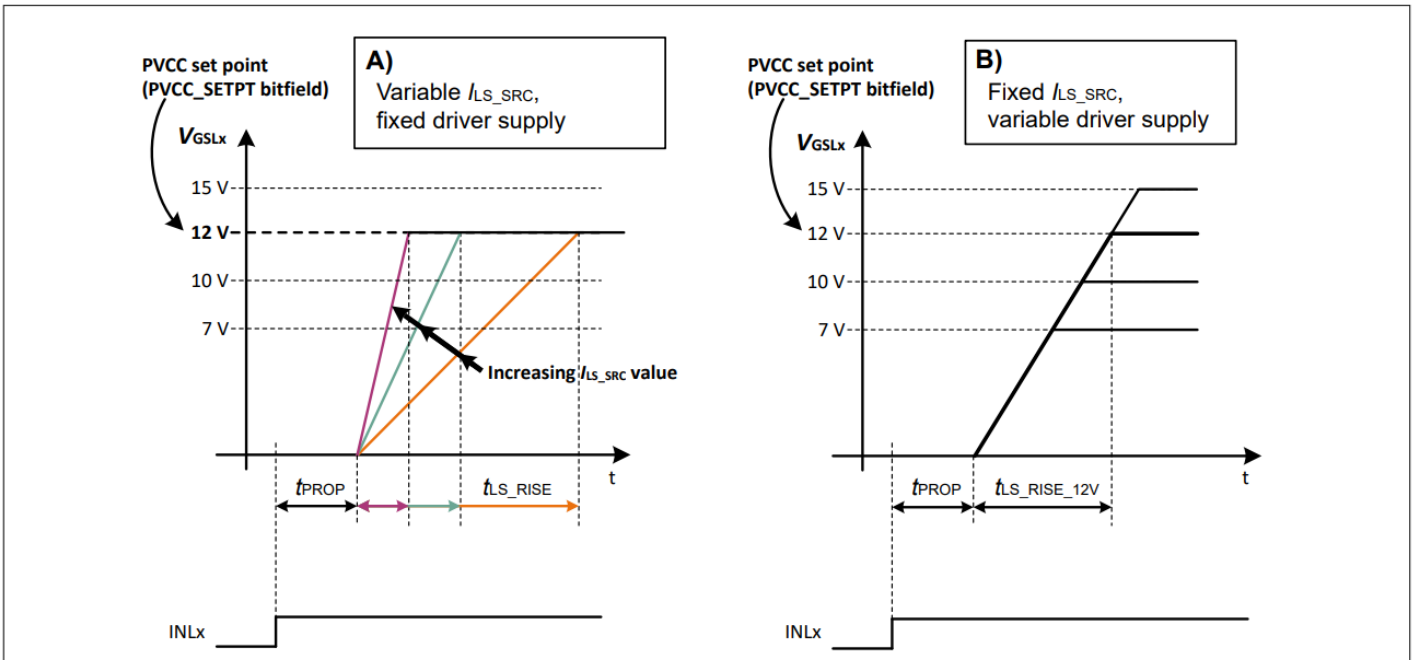 PVCC set point
(PVCC_SETPT bitfield)
A)
Variable ILS_SRC,
fixed driver supply
VGSLx
15 V
12 V
10 V
7 V
Increasing ILS_SRC value
t
tPROP
tLS_RISE
INLx
PVCC set point
(PVCC_SETPT bitfield)
B)
Fixed ILS_SRC,
variable driver supply
VGSLx
15 V
12 V
10 V
7 V
t
tPROP
tLS_RISE_12V
INLx